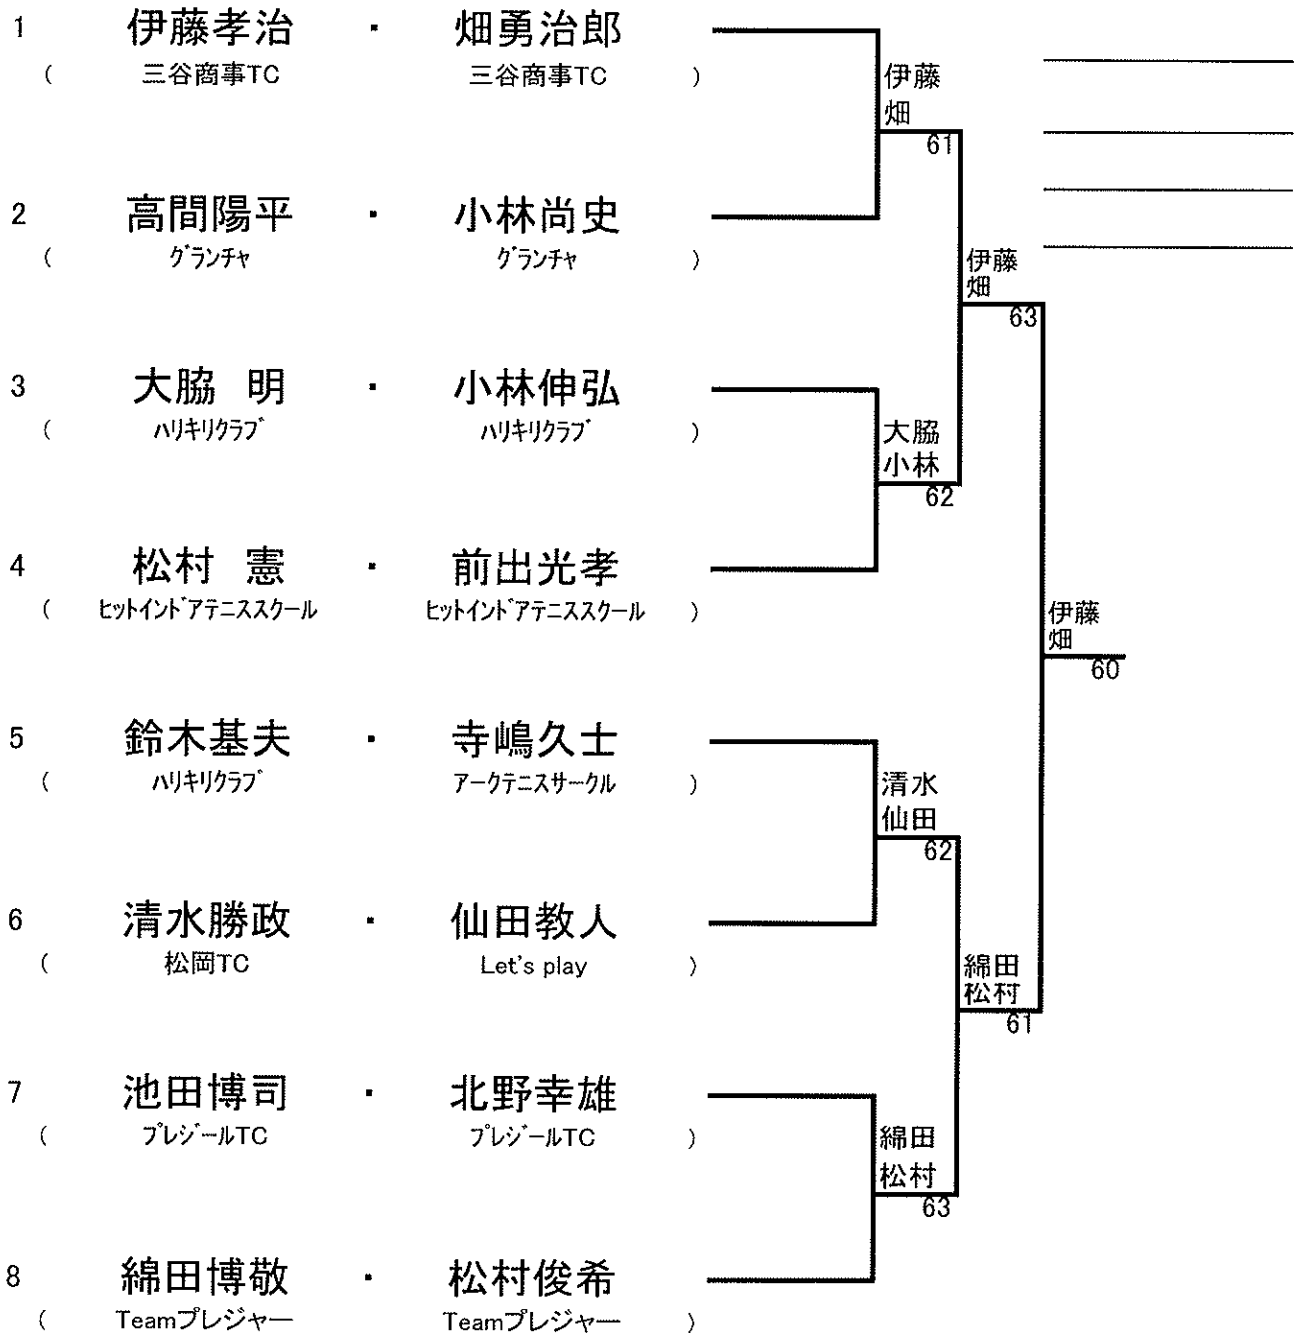 1 伊藤孝治 ・ 畑勇治郎
( 三谷商事TC 三谷商事TC )
伊藤
畑
61
2 高間陽平 ・ 小林尚史
( グランチャ グランチャ )
伊藤
畑
63
3 大脇 明 ・ 小林伸弘
( ハリキリクラブ ハリキリクラブ )
大脇
小林
62
4 松村 憲 ・ 前出光孝
( ヒットインドアテニススクール ヒットインドアテニススクール )
伊藤
畑
60
5 鈴木基夫 ・ 寺嶋久士
( ハリキリクラブ アークテニスサークル )
清水
仙田
62
6 清水勝政 ・ 仙田教人
( 松岡TC Let's play )
綿田
松村
61
7 池田博司 ・ 北野幸雄
( プレジールTC プレジールTC )
綿田
松村
63
8 綿田博敬 ・ 松村俊希
( Teamプレジャー Teamプレジャー )